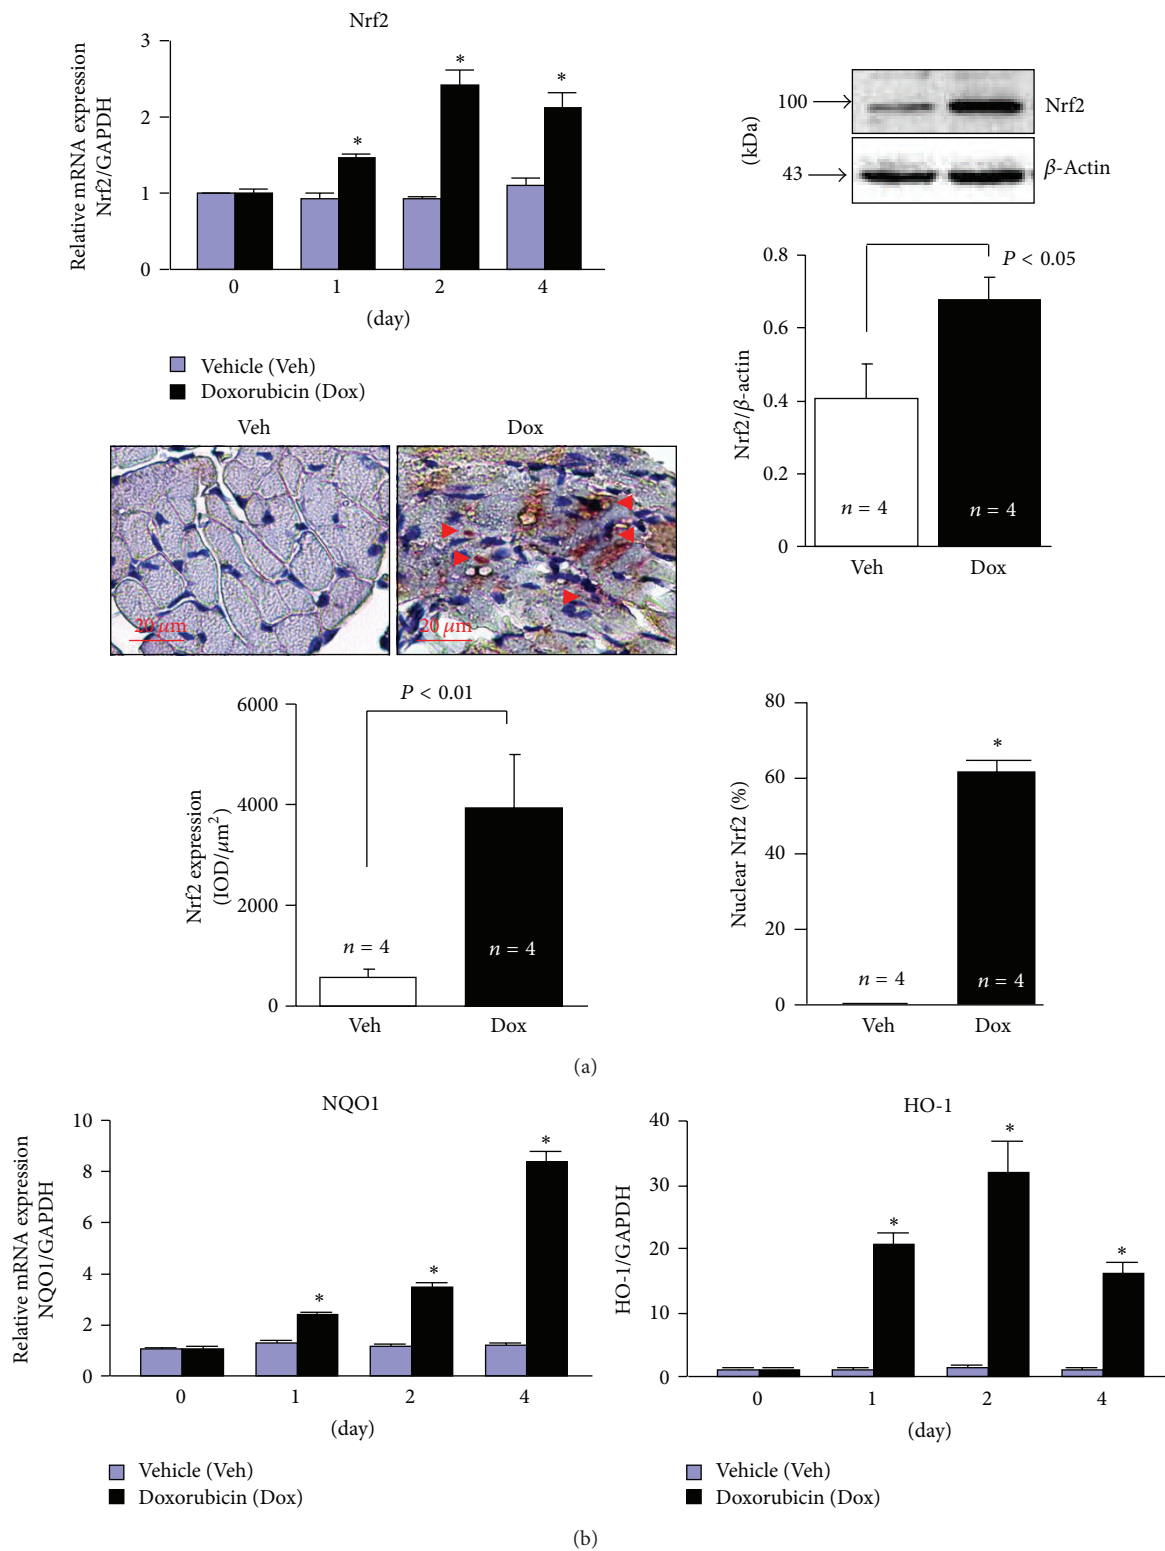 Nrf2
Relative mRNA expression
Nrf2/GAPDH
3
2
1
0
*
*
*
0
1
2
4
(day)
Vehicle (Veh)
Doxorubicin (Dox)
(kDa)
100
43
Nrf2
β-Actin
Nrf2/β-actin
0.8
0.6
0.4
0.2
0
P < 0.05
n = 4
n = 4
Veh
Dox
Veh
Dox
20 μm
20 μm
Nrf2 expression
(IOD/μm²)
6000
4000
2000
0
P < 0.01
n = 4
n = 4
Veh
Dox
Nuclear Nrf2 (%)
80
60
40
20
0
*
n = 4
n = 4
Veh
Dox
(a)
NQO1
Relative mRNA expression
NQO1/GAPDH
10
8
6
4
2
0
*
*
*
0
1
2
4
(day)
Vehicle (Veh)
Doxorubicin (Dox)
HO-1
HO-1/GAPDH
40
30
20
10
0
*
*
*
0
1
2
4
(day)
Vehicle (Veh)
Doxorubicin (Dox)
(b)